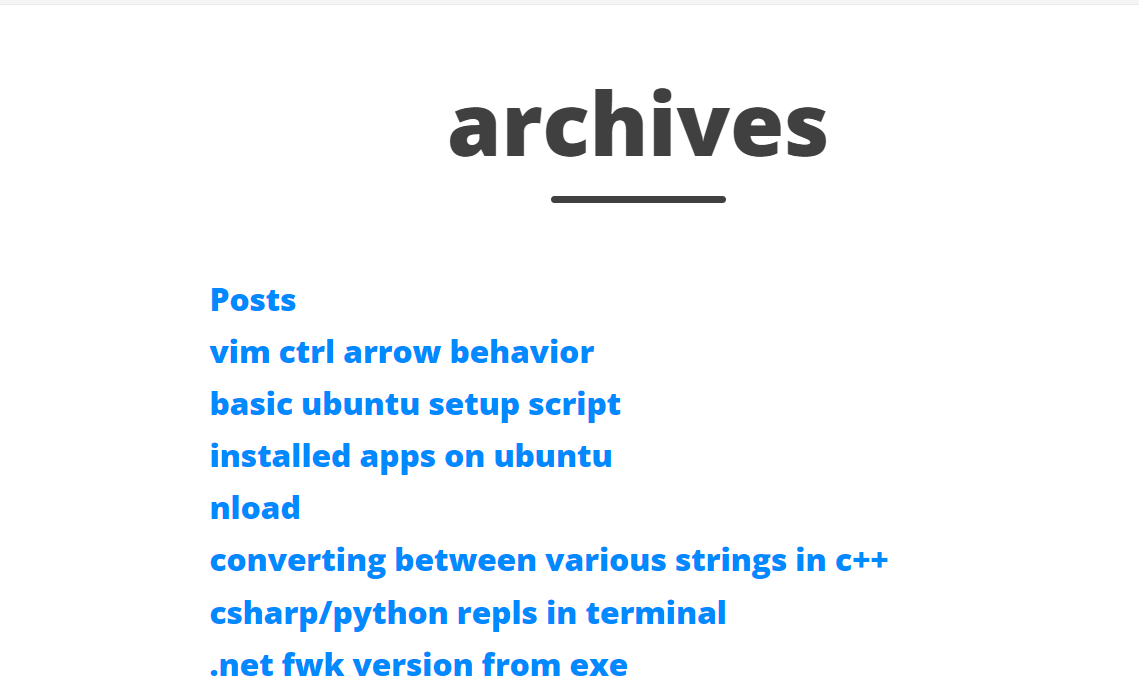 archives
Posts
vim ctrl arrow behavior
basic ubuntu setup script
installed apps on ubuntu
nload
converting between various strings in c++
csharp/python repls in terminal
.net fwk version from exe